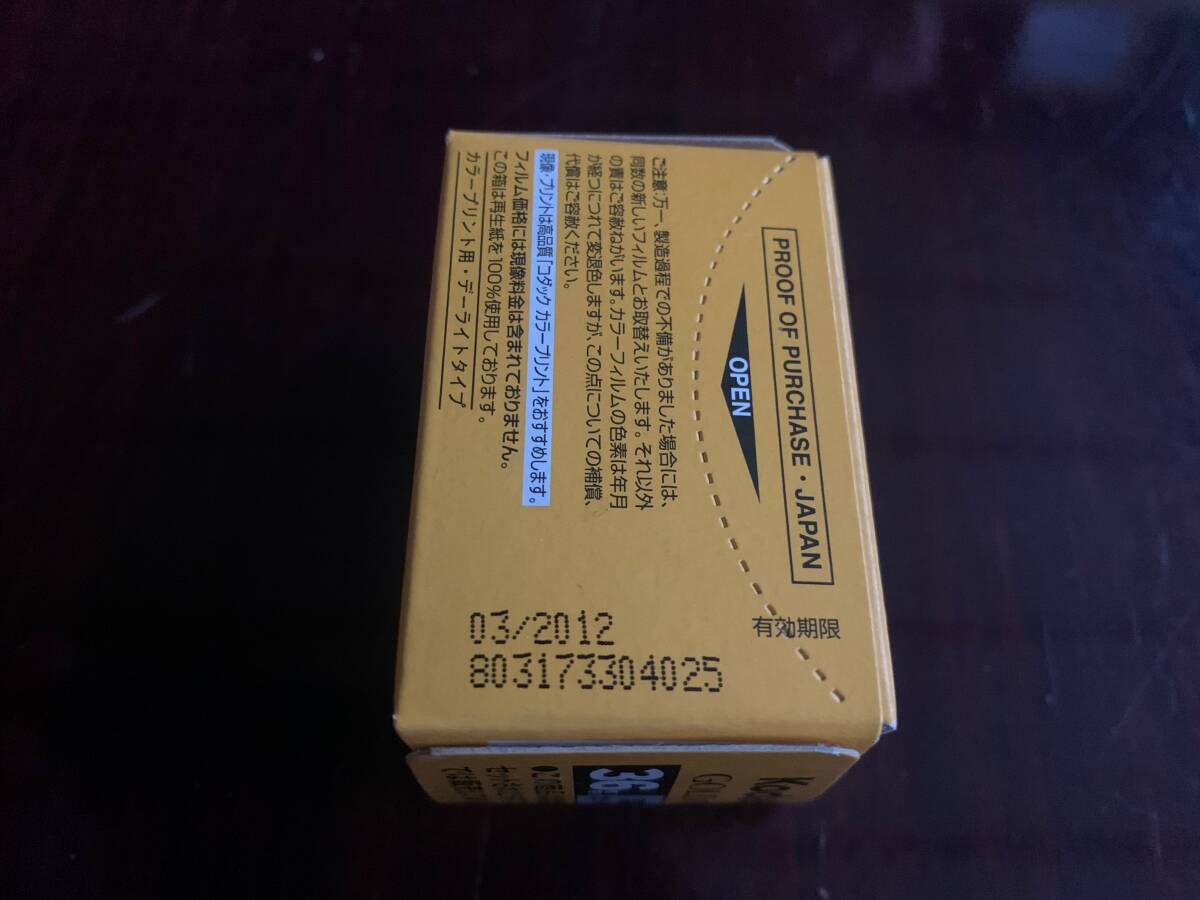 PROOF OF PURCHASE・JAPAN
OPEN
ご注意:万一、製造過程での不備がありました場合には、
同数の新しいフィルムとお取替えいたします。それ以外
の責はご容赦ねがいます。カラーフィルムの色素は年月
が経つにつれて変退色しますが、この点についての補償、
代償はご容赦ください。
現像・プリントは高品質「コダック カラープリント」をおすすめします。
フィルム価格には現像料金は含まれておりません。
この箱は再生紙を100%使用しております。
カラープリント用・デーライトタイプ
有効期限
03/2012
803173304025
36